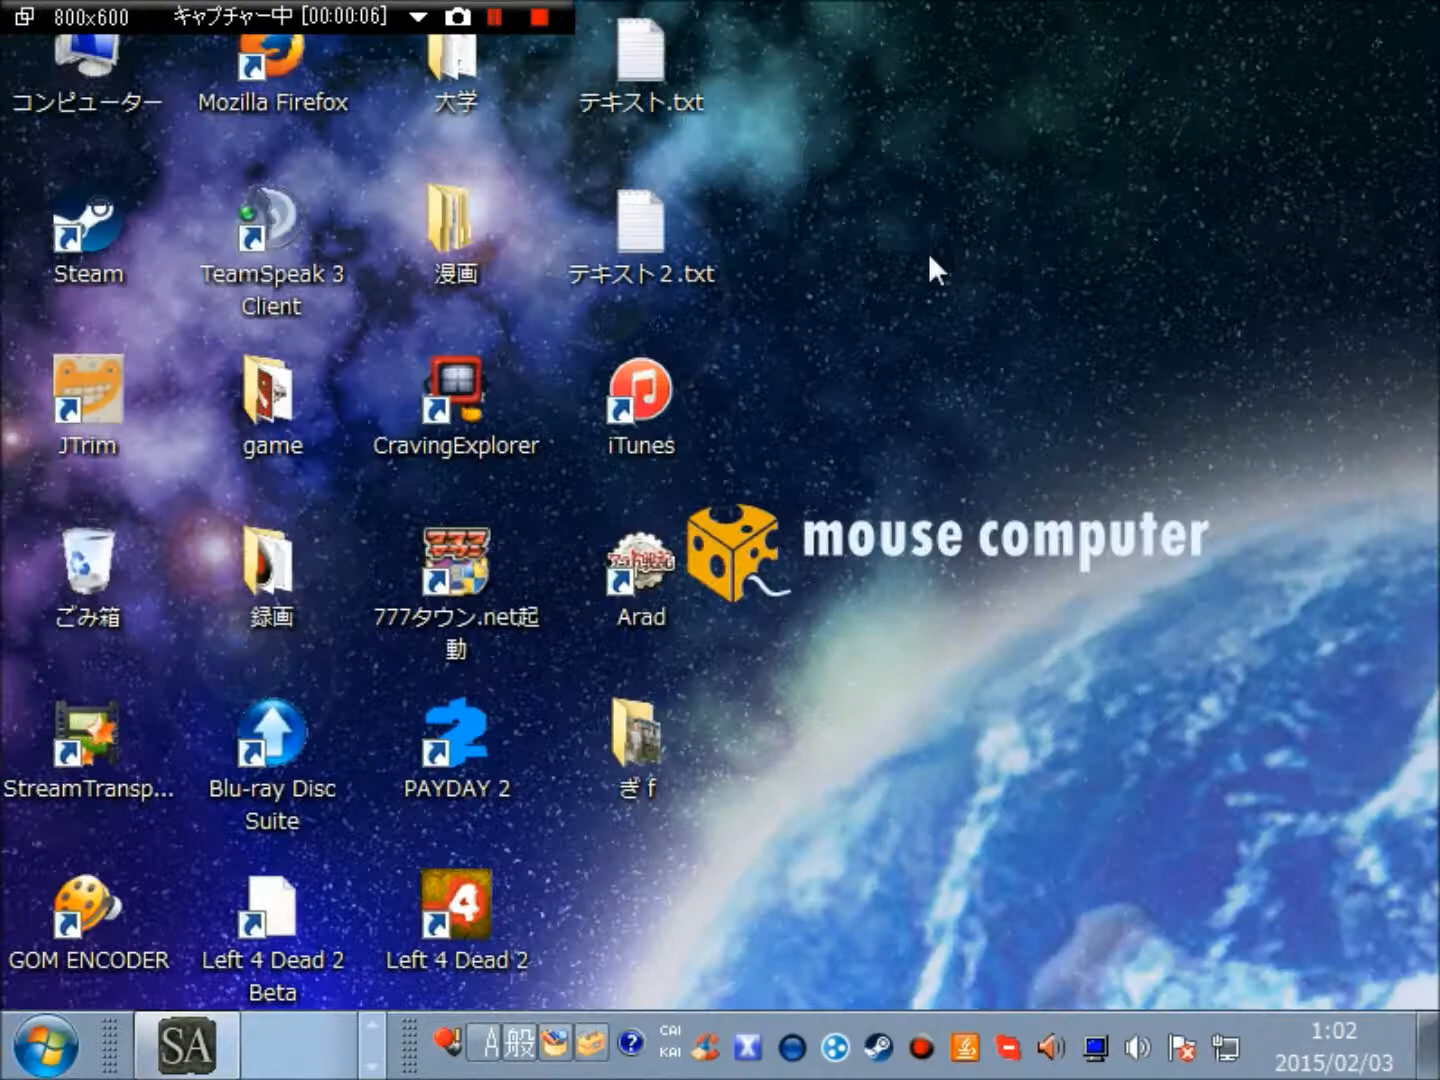 800x600 キャプチャー中 [00:00:06]
コンピューター
Mozilla Firefox
大学
テキスト.txt
Steam
TeamSpeak 3
Client
漫画
テキスト２.txt
JTrim
game
CravingExplorer
iTunes
mouse computer
ごみ箱
録画
777タウン.net起
動
Arad
StreamTransp...
Blu-ray Disc
Suite
PAYDAY 2
ぎｆ
GOM ENCODER
Left 4 Dead 2
Beta
Left 4 Dead 2
SA
A 般
CAPS
KANA
1:02
2015/02/03